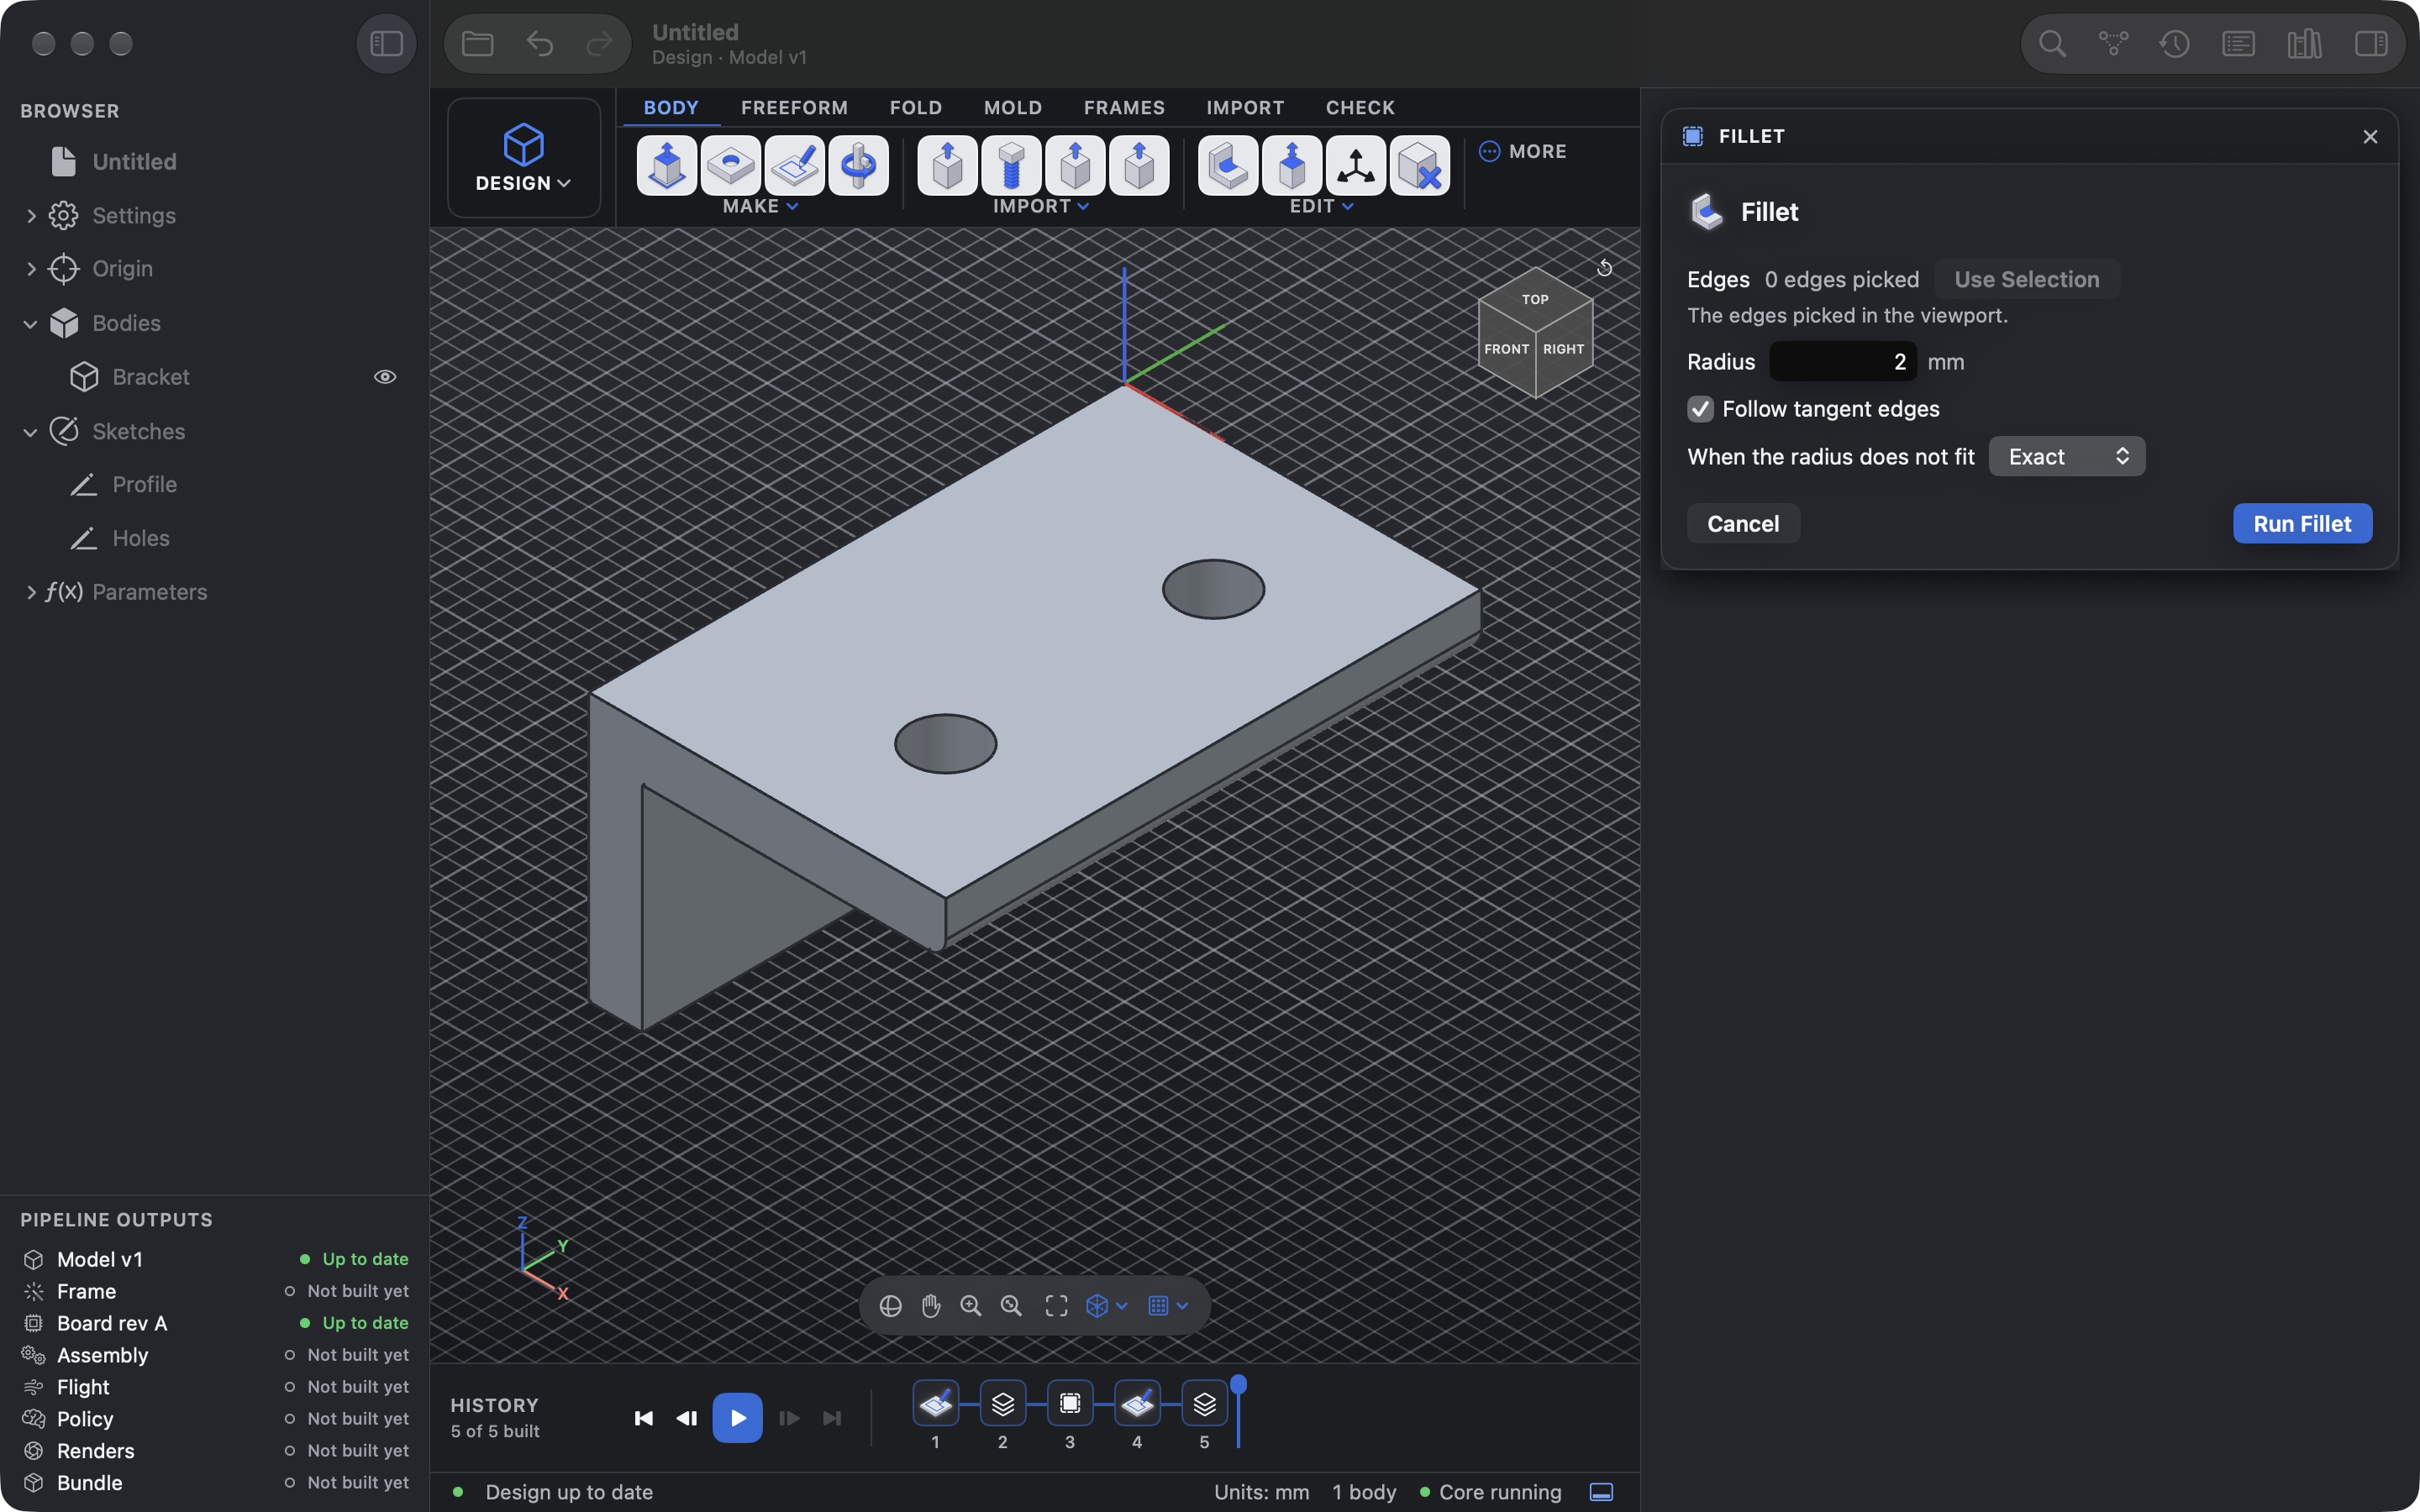 Untitled
Design · Model v1
BROWSER
Untitled
Settings
Origin
Bodies
Bracket
Sketches
Profile
Holes
f(x) Parameters
PIPELINE OUTPUTS
Model v1 Up to date
Frame Not built yet
Board rev A Up to date
Assembly Not built yet
Flight Not built yet
Policy Not built yet
Renders Not built yet
Bundle Not built yet
DESIGN
BODY FREEFORM FOLD MOLD FRAMES IMPORT CHECK
MAKE IMPORT EDIT MORE
TOP
FRONT RIGHT
Z
Y
X
HISTORY
5 of 5 built
1 2 3 4 5
Design up to date Units: mm 1 body Core running
FILLET
Fillet
Edges 0 edges picked Use Selection
The edges picked in the viewport.
Radius 2 mm
Follow tangent edges
When the radius does not fit Exact
Cancel Run Fillet